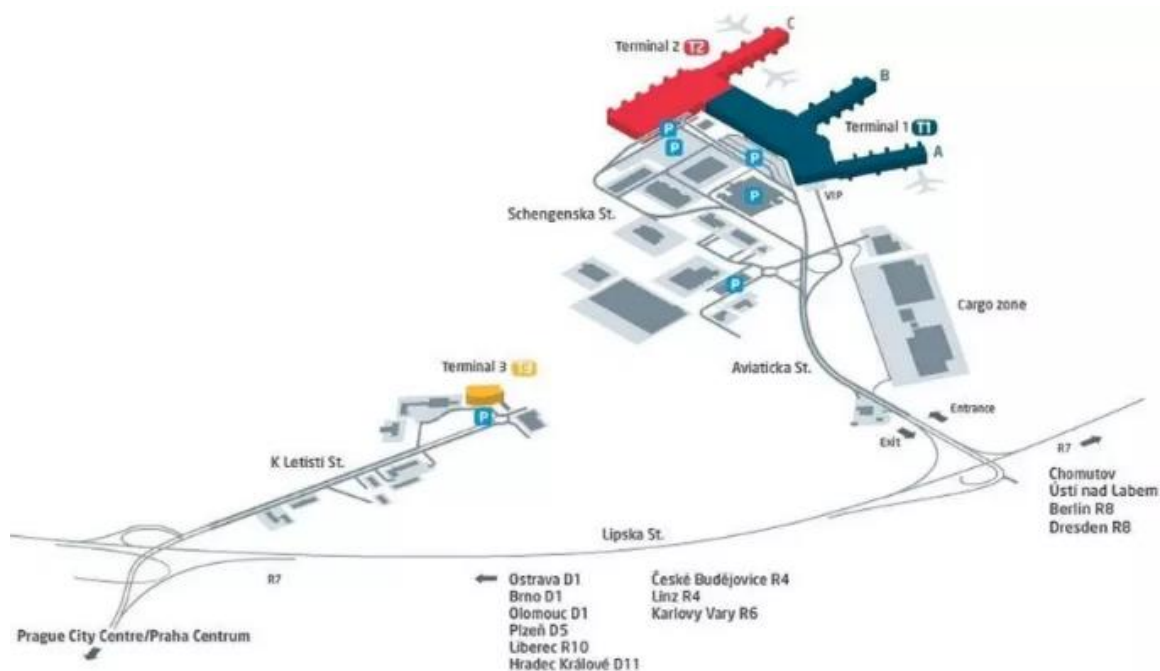 C
Terminal 2 T2
B
Terminal 1 T1
A
P
P
P
P
VIP
Schengenska St.
P
Cargo zone
Terminal 3 T3
Aviaticka St.
P
Entrance
Exit
K Letisti St.
R7
Chomutov
Ústí nad Labem
Berlin R8
Dresden R8
Lipska St.
R7
Ostrava D1
Brno D1
Olomouc D1
Plzeň D5
Liberec R10
Hradec Králové D11
České Budějovice R4
Linz R4
Karlovy Vary R6
Prague City Centre/Praha Centrum